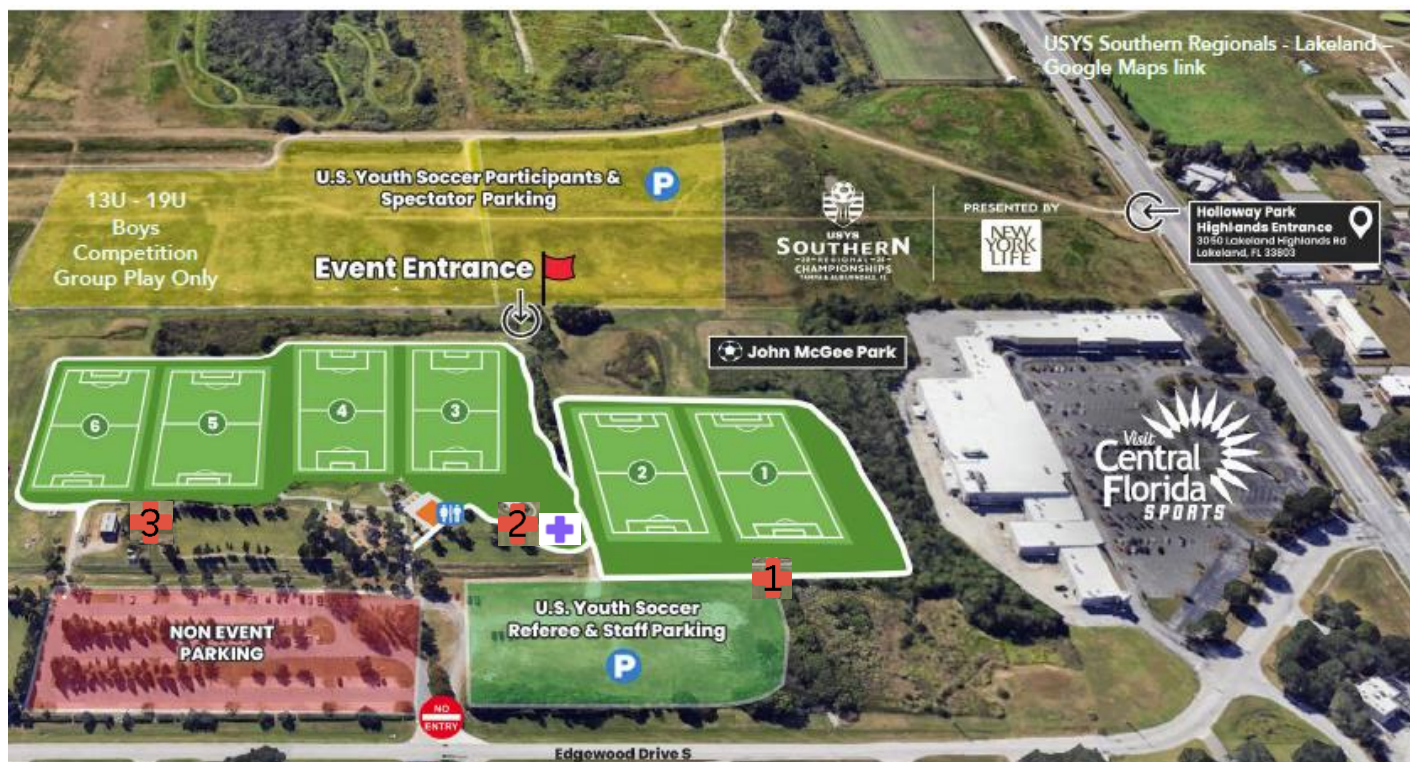 USYS Southern Regionals - Lakeland –
Google Maps link
U.S. Youth Soccer Participants &
Spectator Parking
P
13U - 19U
Boys
Competition
Group Play Only
Event Entrance
USYS
SOUTHERN
REGIONAL
CHAMPIONSHIPS
TAMPA & AUBURNDALE, FL
PRESENTED BY
NEW
YORK
LIFE
Holloway Park
Highlands Entrance
3050 Lakeland Highlands Rd
Lakeland, FL 33803
John McGee Park
6
5
4
3
2
1
Visit
Central
Florida
SPORTS
3
2
1
NON EVENT
PARKING
U.S. Youth Soccer
Referee & Staff Parking
P
NO
ENTRY
Edgewood Drive S